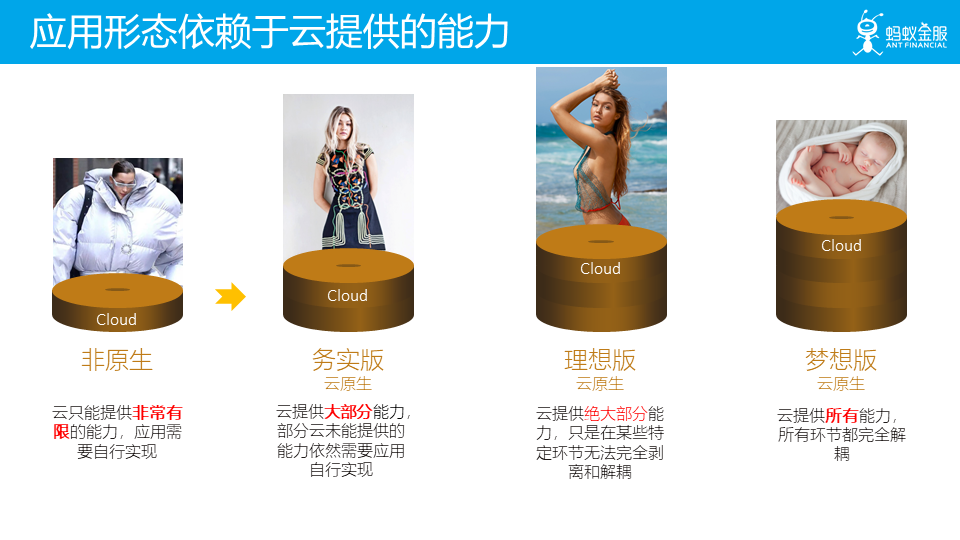 应用形态依赖于云提供的能力
蚂蚁金服
ANT FINANCIAL
Cloud
Cloud
Cloud
Cloud
非原生
云只能提供非常有
限的能力，应用需
要自行实现
务实版
云原生
云提供大部分能力，
部分云未能提供的
能力依然需要应用
自行实现
理想版
云原生
云提供绝大部分能
力，只是在某些特
定环节无法完全剥
离和解耦
梦想版
云原生
云提供所有能力，
所有环节都完全解
耦